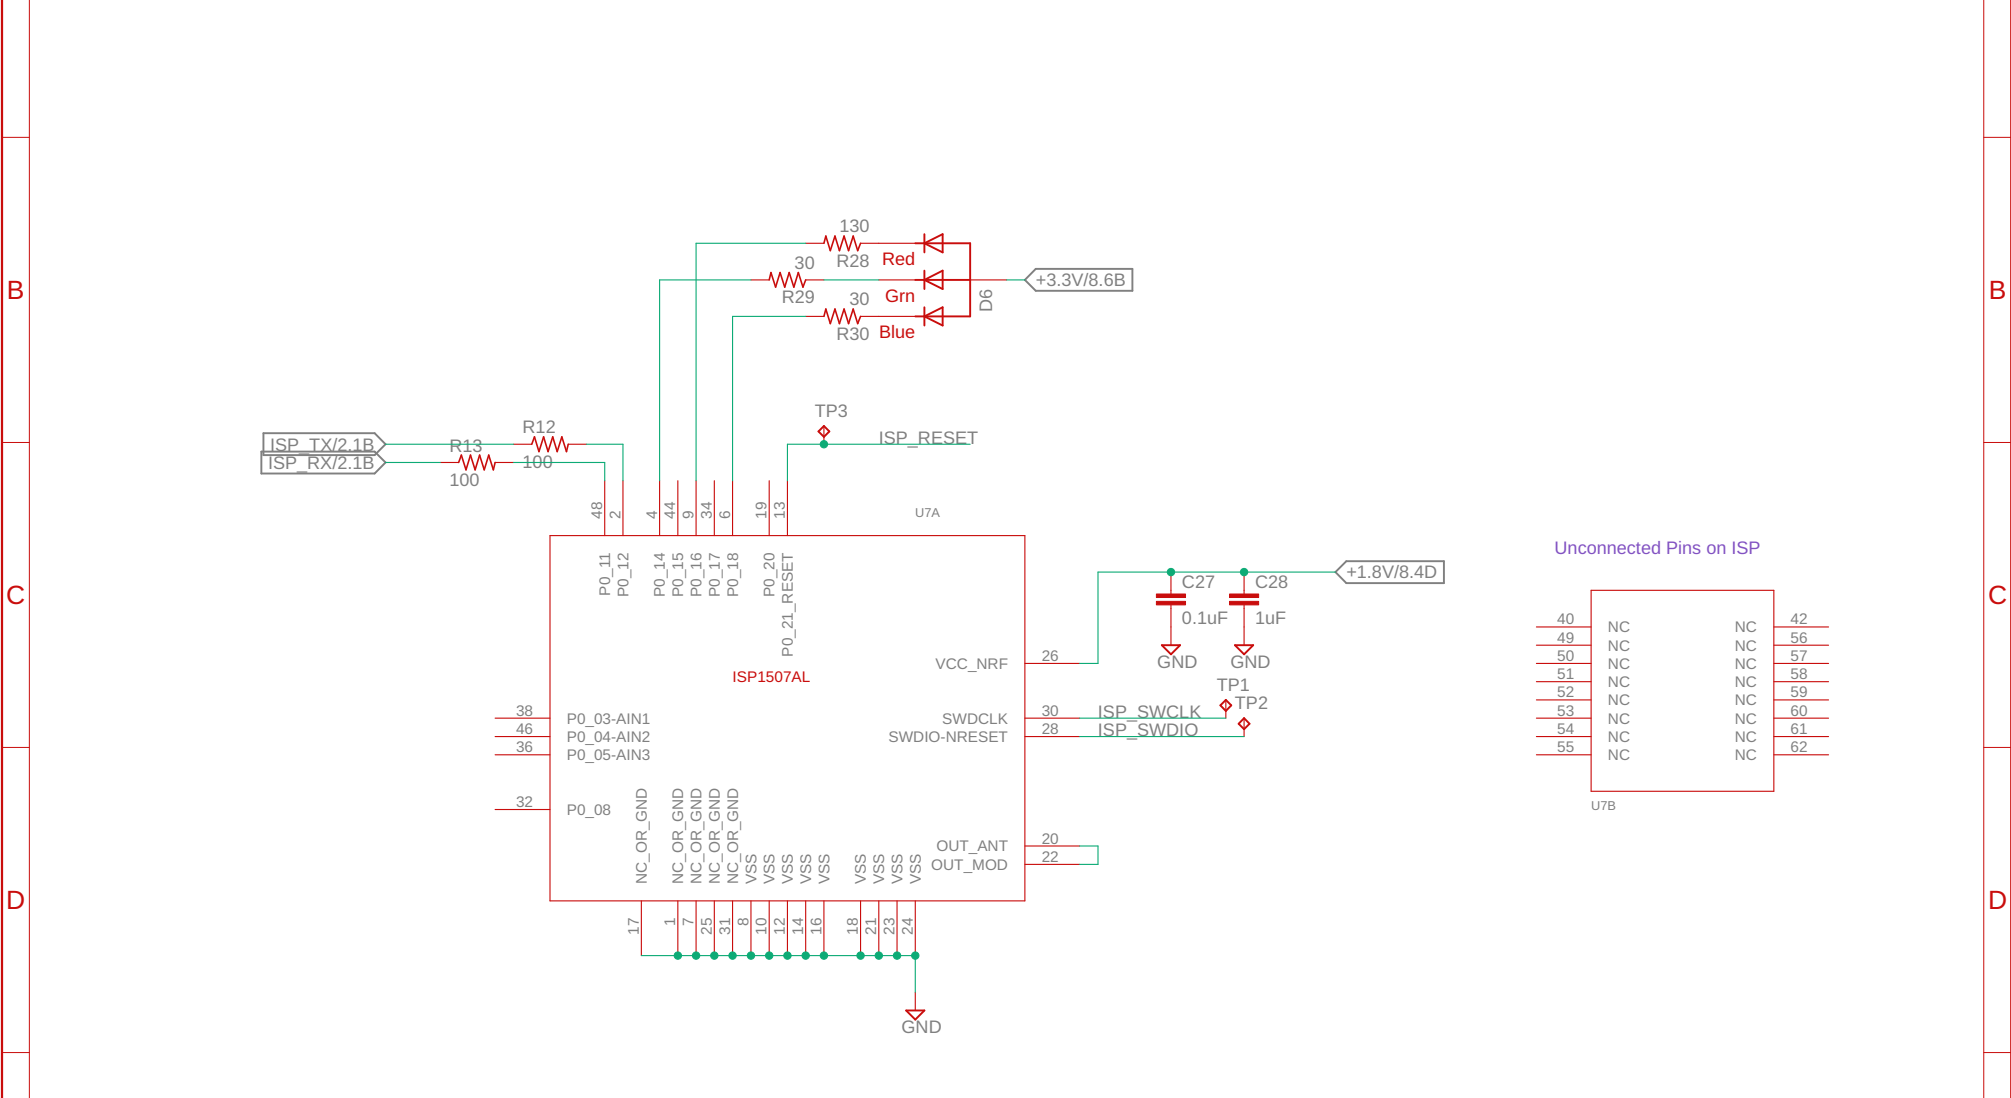 130
R28
Red
30
R29
Grn
30
R30
Blue
D6
+3.3V/8.6B
B
B
TP3
ISP_RESET
ISP_TX/2.1B
R12
100
ISP_RX/2.1B
R13
100
48
2
4
44
9
34
6
19
13
U7A
P0_11
P0_12
P0_14
P0_15
P0_16
P0_17
P0_18
P0_20
P0_21_RESET
ISP1507AL
C
C
+1.8V/8.4D
C27
0.1uF
GND
C28
1uF
GND
VCC_NRF
26
TP1
TP2
SWDCLK
30
ISP_SWCLK
SWDIO-NRESET
28
ISP_SWDIO
38
P0_03-AIN1
46
P0_04-AIN2
36
P0_05-AIN3
32
P0_08
OUT_ANT
20
OUT_MOD
22
NC_OR_GND
NC_OR_GND
NC_OR_GND
NC_OR_GND
NC_OR_GND
VSS
VSS
VSS
VSS
VSS
VSS
VSS
VSS
VSS
17
1
7
25
31
8
10
12
14
16
18
21
23
24
GND
Unconnected Pins on ISP
40 NC NC 42
49 NC NC 56
50 NC NC 57
51 NC NC 58
52 NC NC 59
53 NC NC 60
54 NC NC 61
55 NC NC 62
U7B
D
D